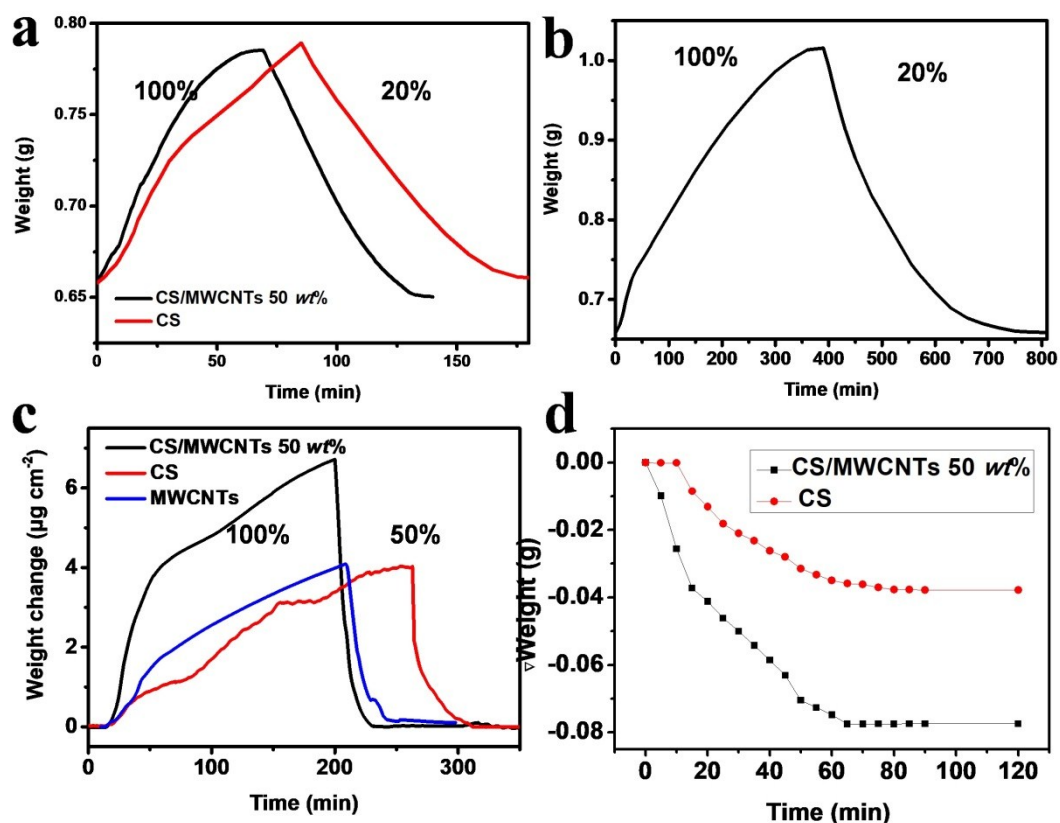 a
0.80
0.75
0.70
0.65
Weight (g)
100%
20%
CS/MWCNTs 50 wt%
CS
0
50
100
150
Time (min)
b
1.0
0.9
0.8
0.7
Weight (g)
100%
20%
0 100 200 300 400 500 600 700 800
Time (min)
c
6
4
2
0
Weight change (µg cm-2)
CS/MWCNTs 50 wt%
CS
MWCNTs
100%
50%
0
100
200
300
Time (min)
d
0.00
-0.02
-0.04
-0.06
-0.08
▽Weight (g)
CS/MWCNTs 50 wt%
CS
0 20 40 60 80 100 120
Time (min)